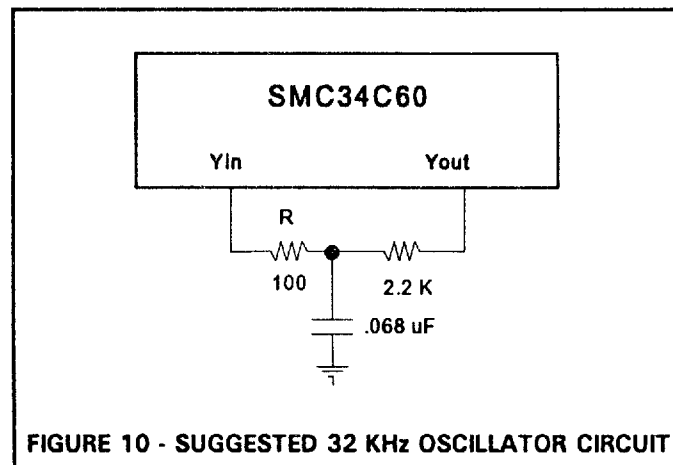 SMC34C60
Yin Yout
R
100 2.2 K
.068 uF
FIGURE 10 - SUGGESTED 32 KHz OSCILLATOR CIRCUIT